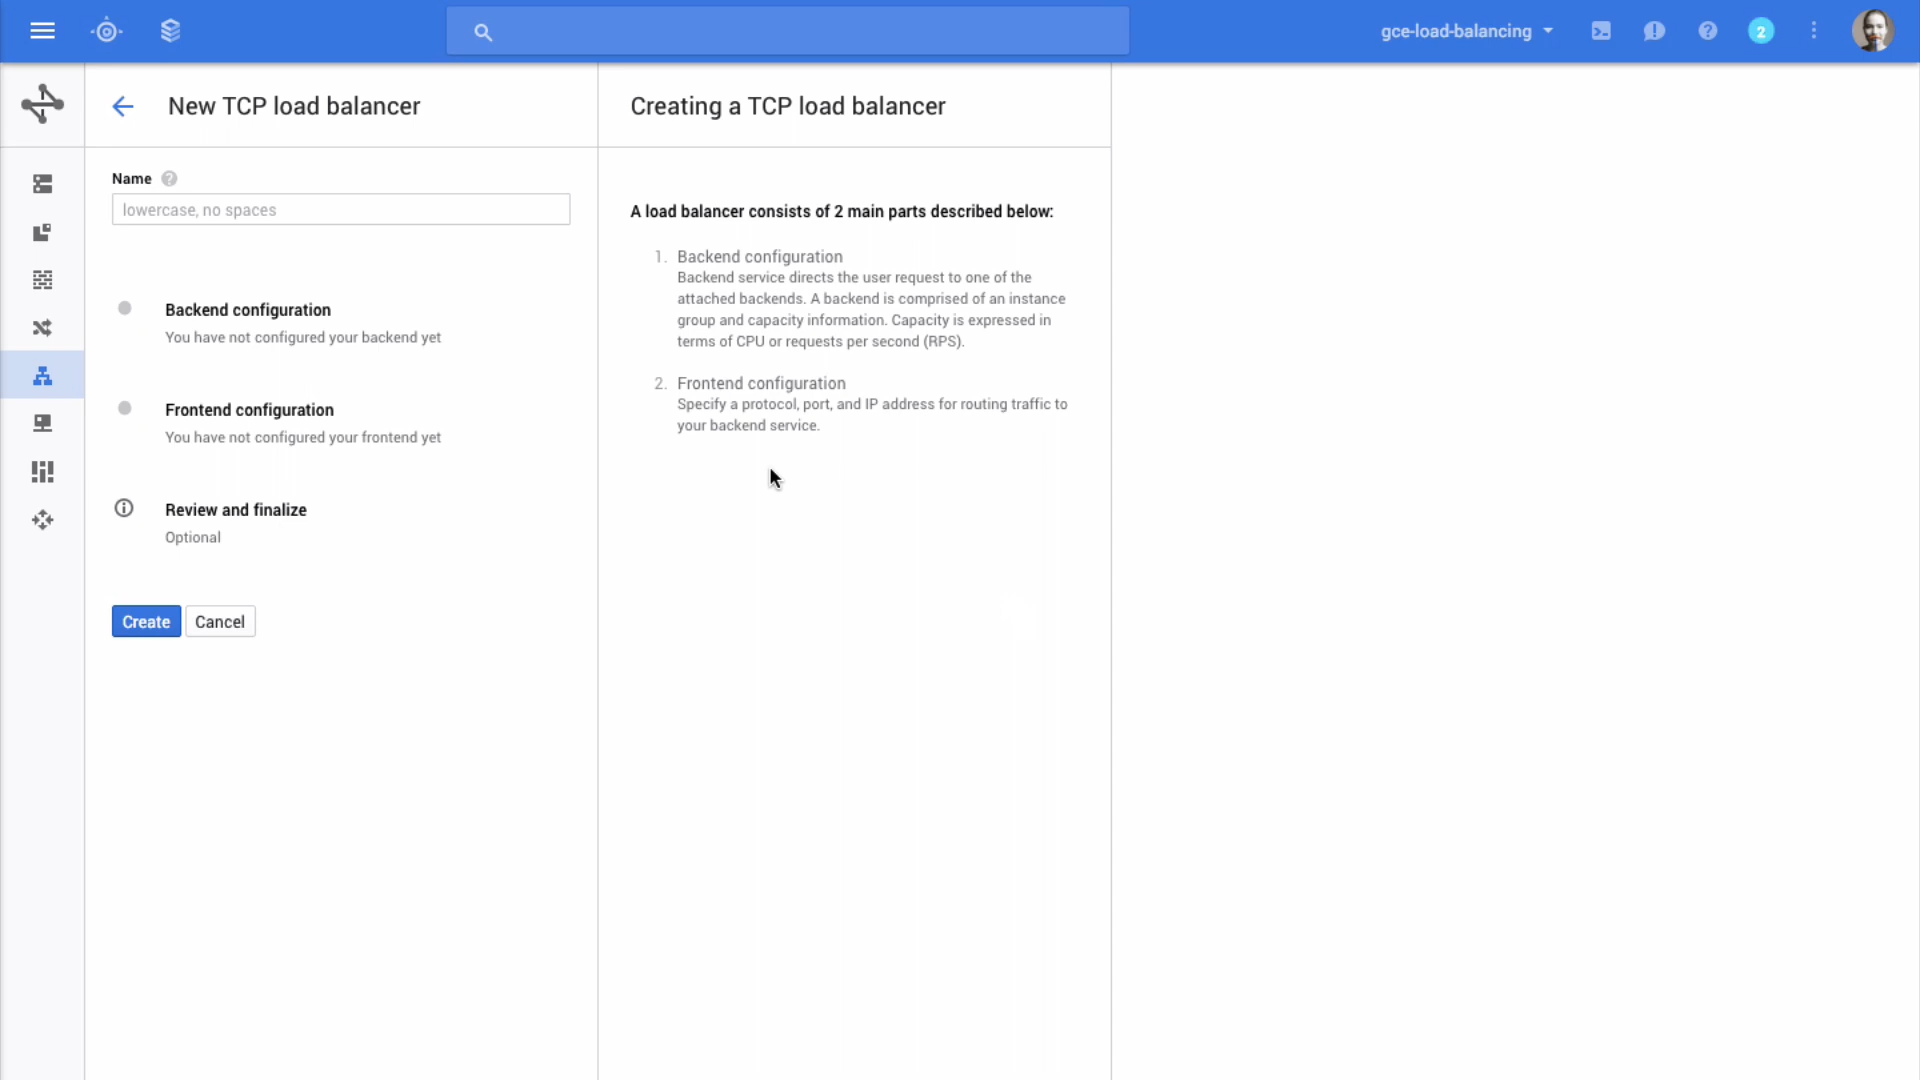 gce-load-balancing
2
New TCP load balancer
Creating a TCP load balancer
Name
lowercase, no spaces
Backend configuration
You have not configured your backend yet
Frontend configuration
You have not configured your frontend yet
Review and finalize
Optional
Create
Cancel
A load balancer consists of 2 main parts described below:
1. Backend configuration
Backend service directs the user request to one of the
attached backends. A backend is comprised of an instance
group and capacity information. Capacity is expressed in
terms of CPU or requests per second (RPS).
2. Frontend configuration
Specify a protocol, port, and IP address for routing traffic to
your backend service.